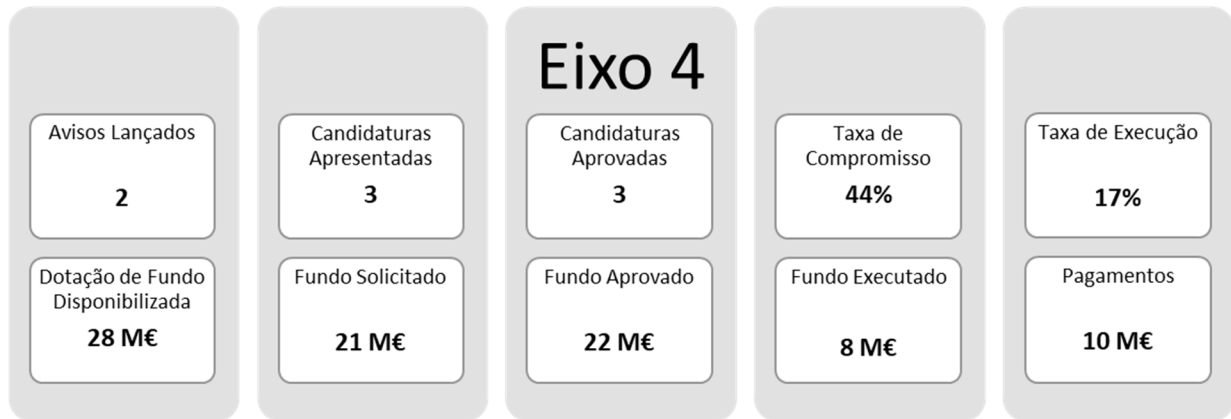 Eixo 4
Avisos Lançados
2
Candidaturas
Apresentadas
3
Candidaturas
Aprovadas
3
Taxa de
Compromisso
44%
Taxa de Execução
17%
Dotação de Fundo
Disponibilizada
28 M€
Fundo Solicitado
21 M€
Fundo Aprovado
22 M€
Fundo Executado
8 M€
Pagamentos
10 M€